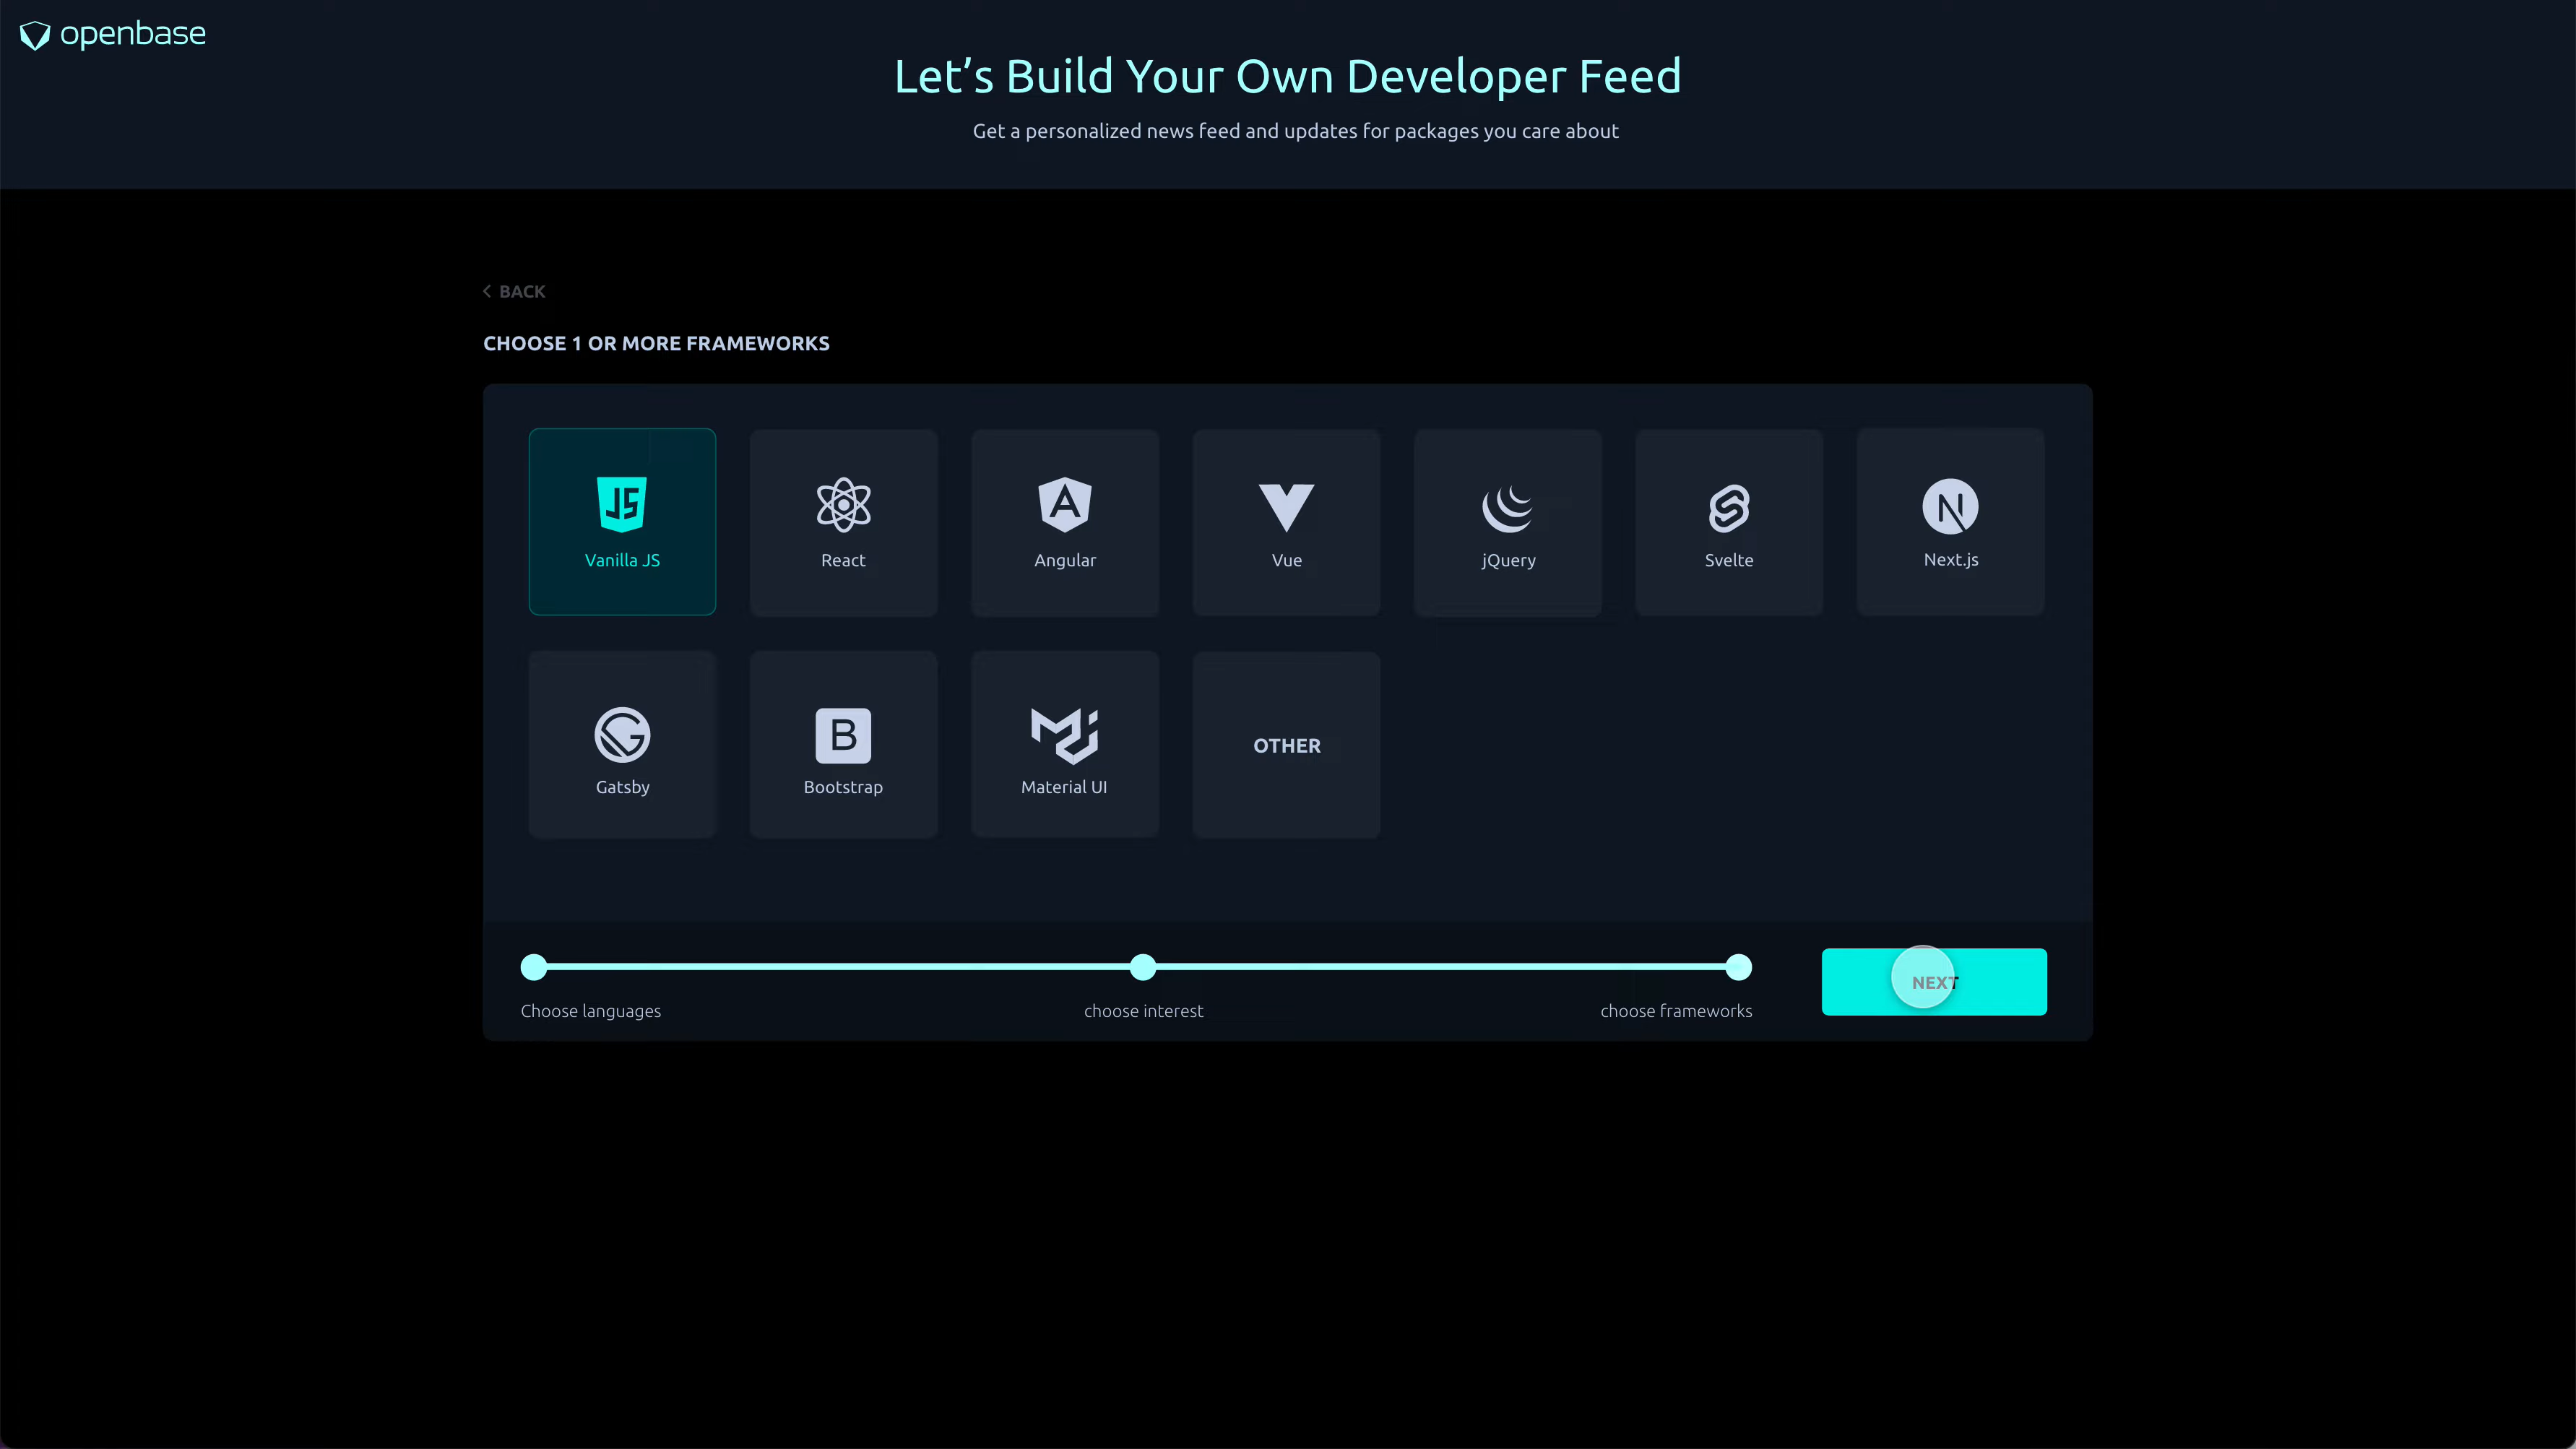 openbase
Let’s Build Your Own Developer Feed
Get a personalized news feed and updates for packages you care about
BACK
CHOOSE 1 OR MORE FRAMEWORKS
JS
Vanilla JS
React
A
Angular
Vue
jQuery
Svelte
N
Next.js
G
Gatsby
B
Bootstrap
MUI
Material UI
OTHER
Choose languages
choose interest
choose frameworks
NEXT